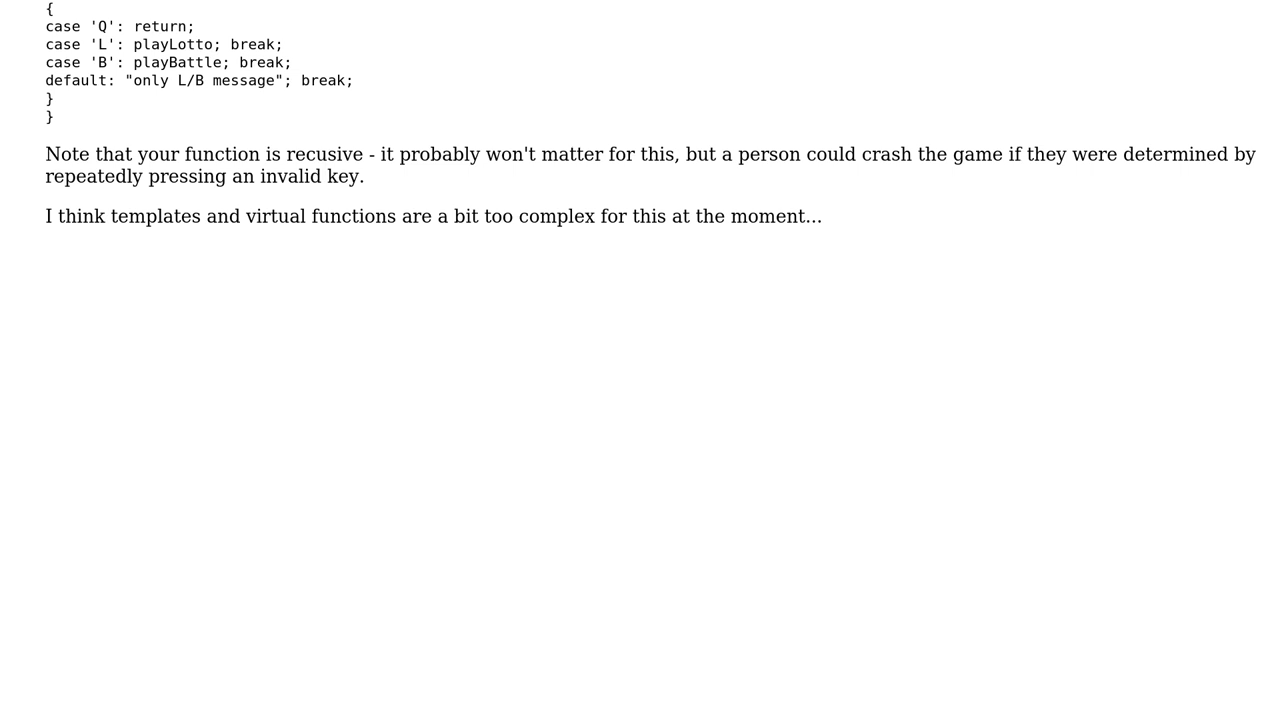 {
case 'Q': return;
case 'L': playLotto; break;
case 'B': playBattle; break;
default: "only L/B message"; break;
}
}
Note that your function is recusive - it probably won't matter for this, but a person could crash the game if they were determined by
repeatedly pressing an invalid key.
I think templates and virtual functions are a bit too complex for this at the moment...